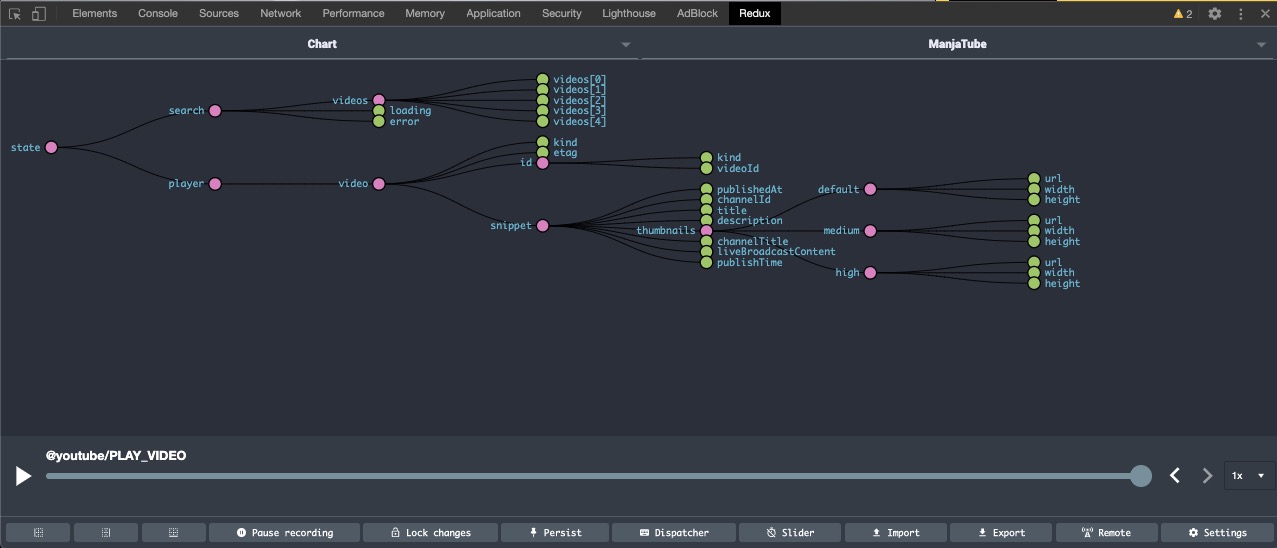 Elements Console Sources Network Performance Memory Application Security Lighthouse AdBlock Redux 2
Chart ManjaTube
videos[0]
videos[1]
videos videos[2]
search loading videos[3]
error videos[4]
kind
state etag
id kind
videoId
player video
url
default width
publishedAt height
channelId
title
description url
snippet thumbnails medium width
channelTitle height
liveBroadcastContent
publishTime url
high width
height
@youtube/PLAY_VIDEO
1x
Pause recording Lock changes Persist Dispatcher Slider Import Export Remote Settings